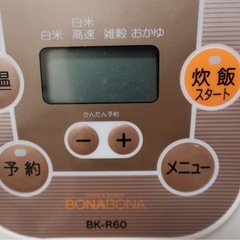 白米
白米 高速 雑穀 おかゆ
温
炊飯
スタート
かんたん予約
予約
メニュー
BONABONA
BK-R60